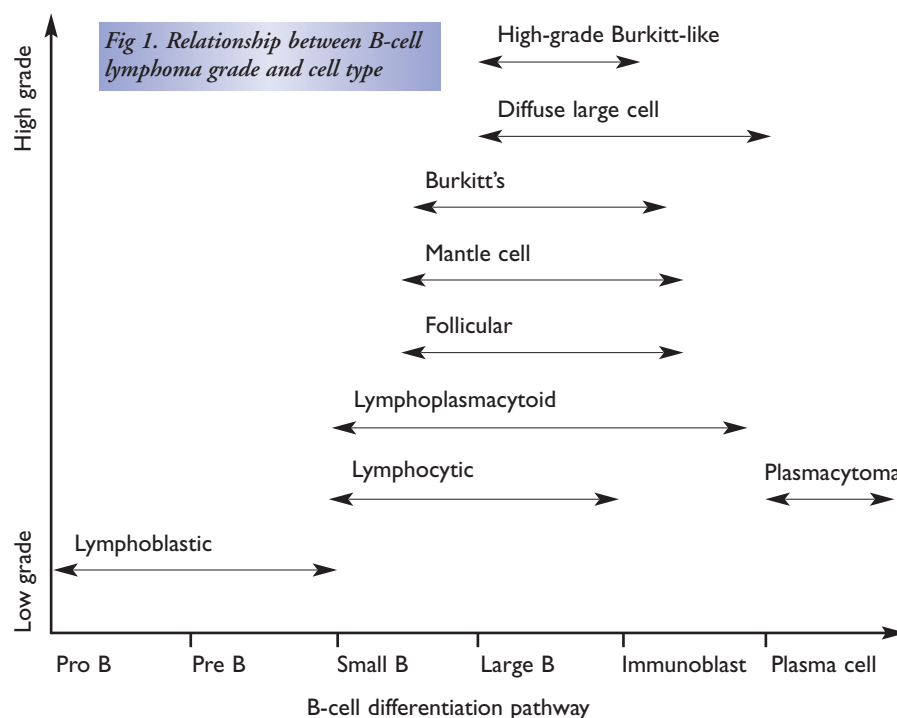 Fig 1. Relationship between B-cell
lymphoma grade and cell type
High grade
Low grade
High-grade Burkitt-like
Diffuse large cell
Burkitt's
Mantle cell
Follicular
Lymphoplasmacytoid
Lymphocytic
Plasmacytoma
Lymphoblastic
Pro B
Pre B
Small B
Large B
Immunoblast
Plasma cell
B-cell differentiation pathway